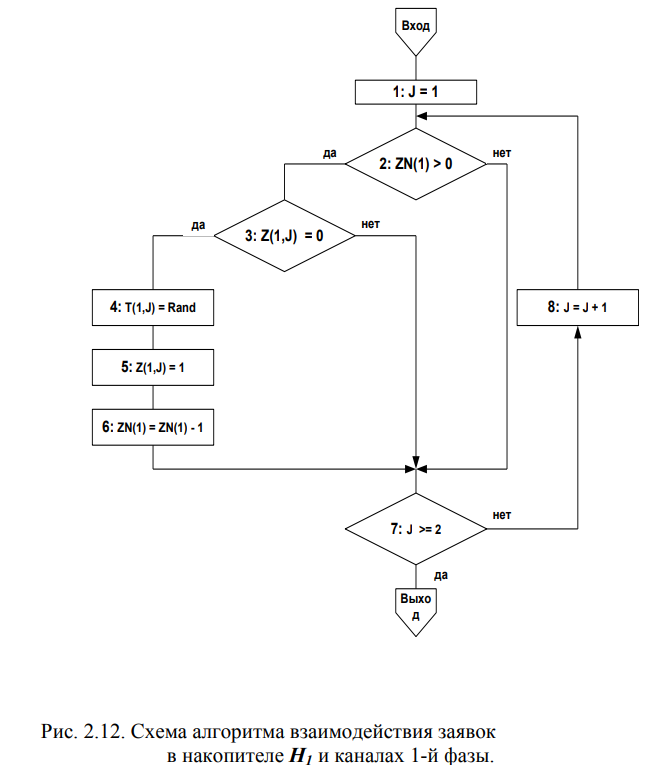 Вход
1: J = 1
да
2: ZN(1) > 0
нет
да
3: Z(1,J) = 0
нет
4: T(1,J) = Rand
8: J = J + 1
5: Z(1,J) = 1
6: ZN(1) = ZN(1) - 1
7: J >= 2
нет
да
Выхо
д
Рис. 2.12. Схема алгоритма взаимодействия заявок
в накопителе H1 и каналах 1-й фазы.